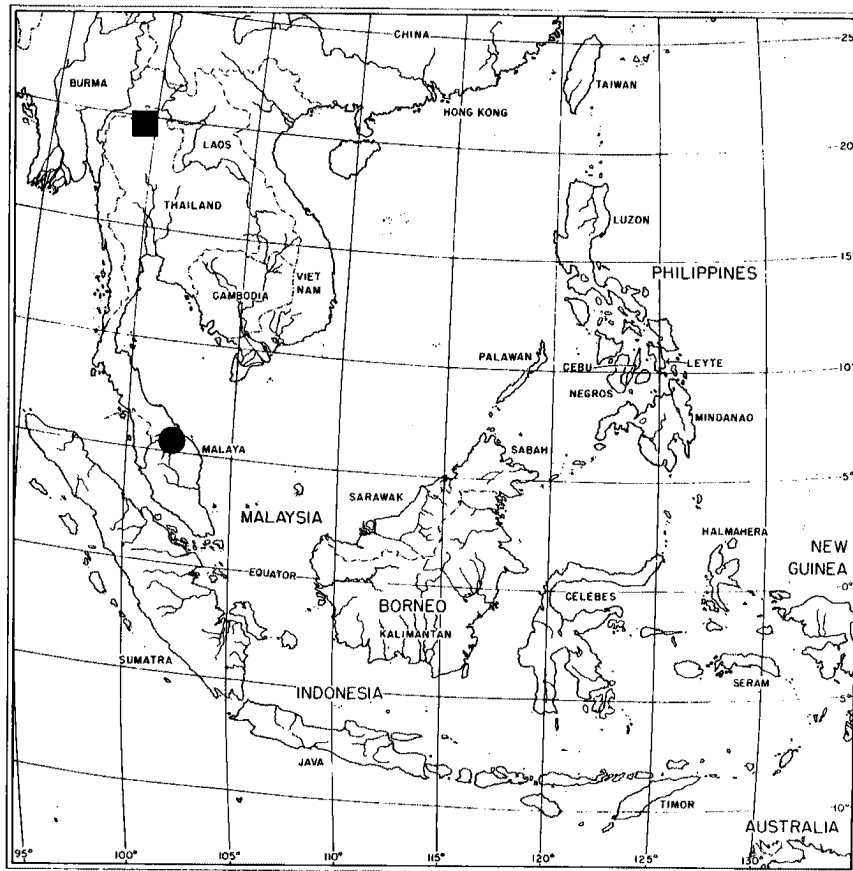 CHINA
25
BURMA
TAIWAN
HONG KONG
LAOS
20
THAILAND
LUZON
VIET
NAM
15
PHILIPPINES
CAMBODIA
PALAWAN
CEBU
LEYTE
10
NEGROS
MINDANAO
MALAYA
SABAH
5
SARAWAK
MALAYSIA
HALMAHERA
NEW
GUINEA
EQUATOR
0
CELEBES
BORNEO
KALIMANTAN
SUMATRA
SERAM
INDONESIA
5
JAVA
TIMOR
10
AUSTRALIA
95° 100° 105° 110° 115° 120° 125° 130°